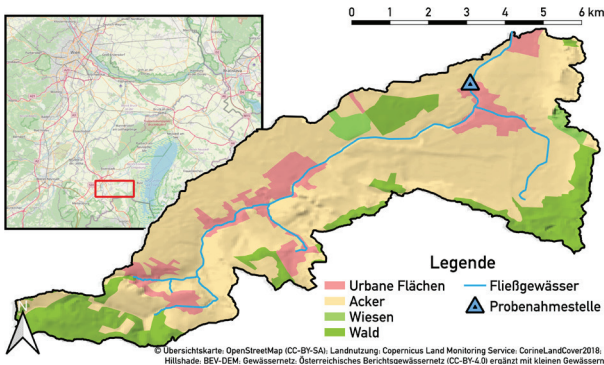 0 1 2 3 4 5 6 km
Legende
Urbane Flächen
Acker
Wiesen
Wald
Fließgewässer
Probenahmestelle
© Übersichtskarte: OpenStreetMap (CC-BY-SA); Landnutzung: Copernicus Land Monitoring Service: CorineLandCover2018;
Hillshade: BEV-DEM; Gewässernetz: Österreichisches Berichtsgewässernetz (CC-BY-4.0) ergänzt mit kleinen Gewässern